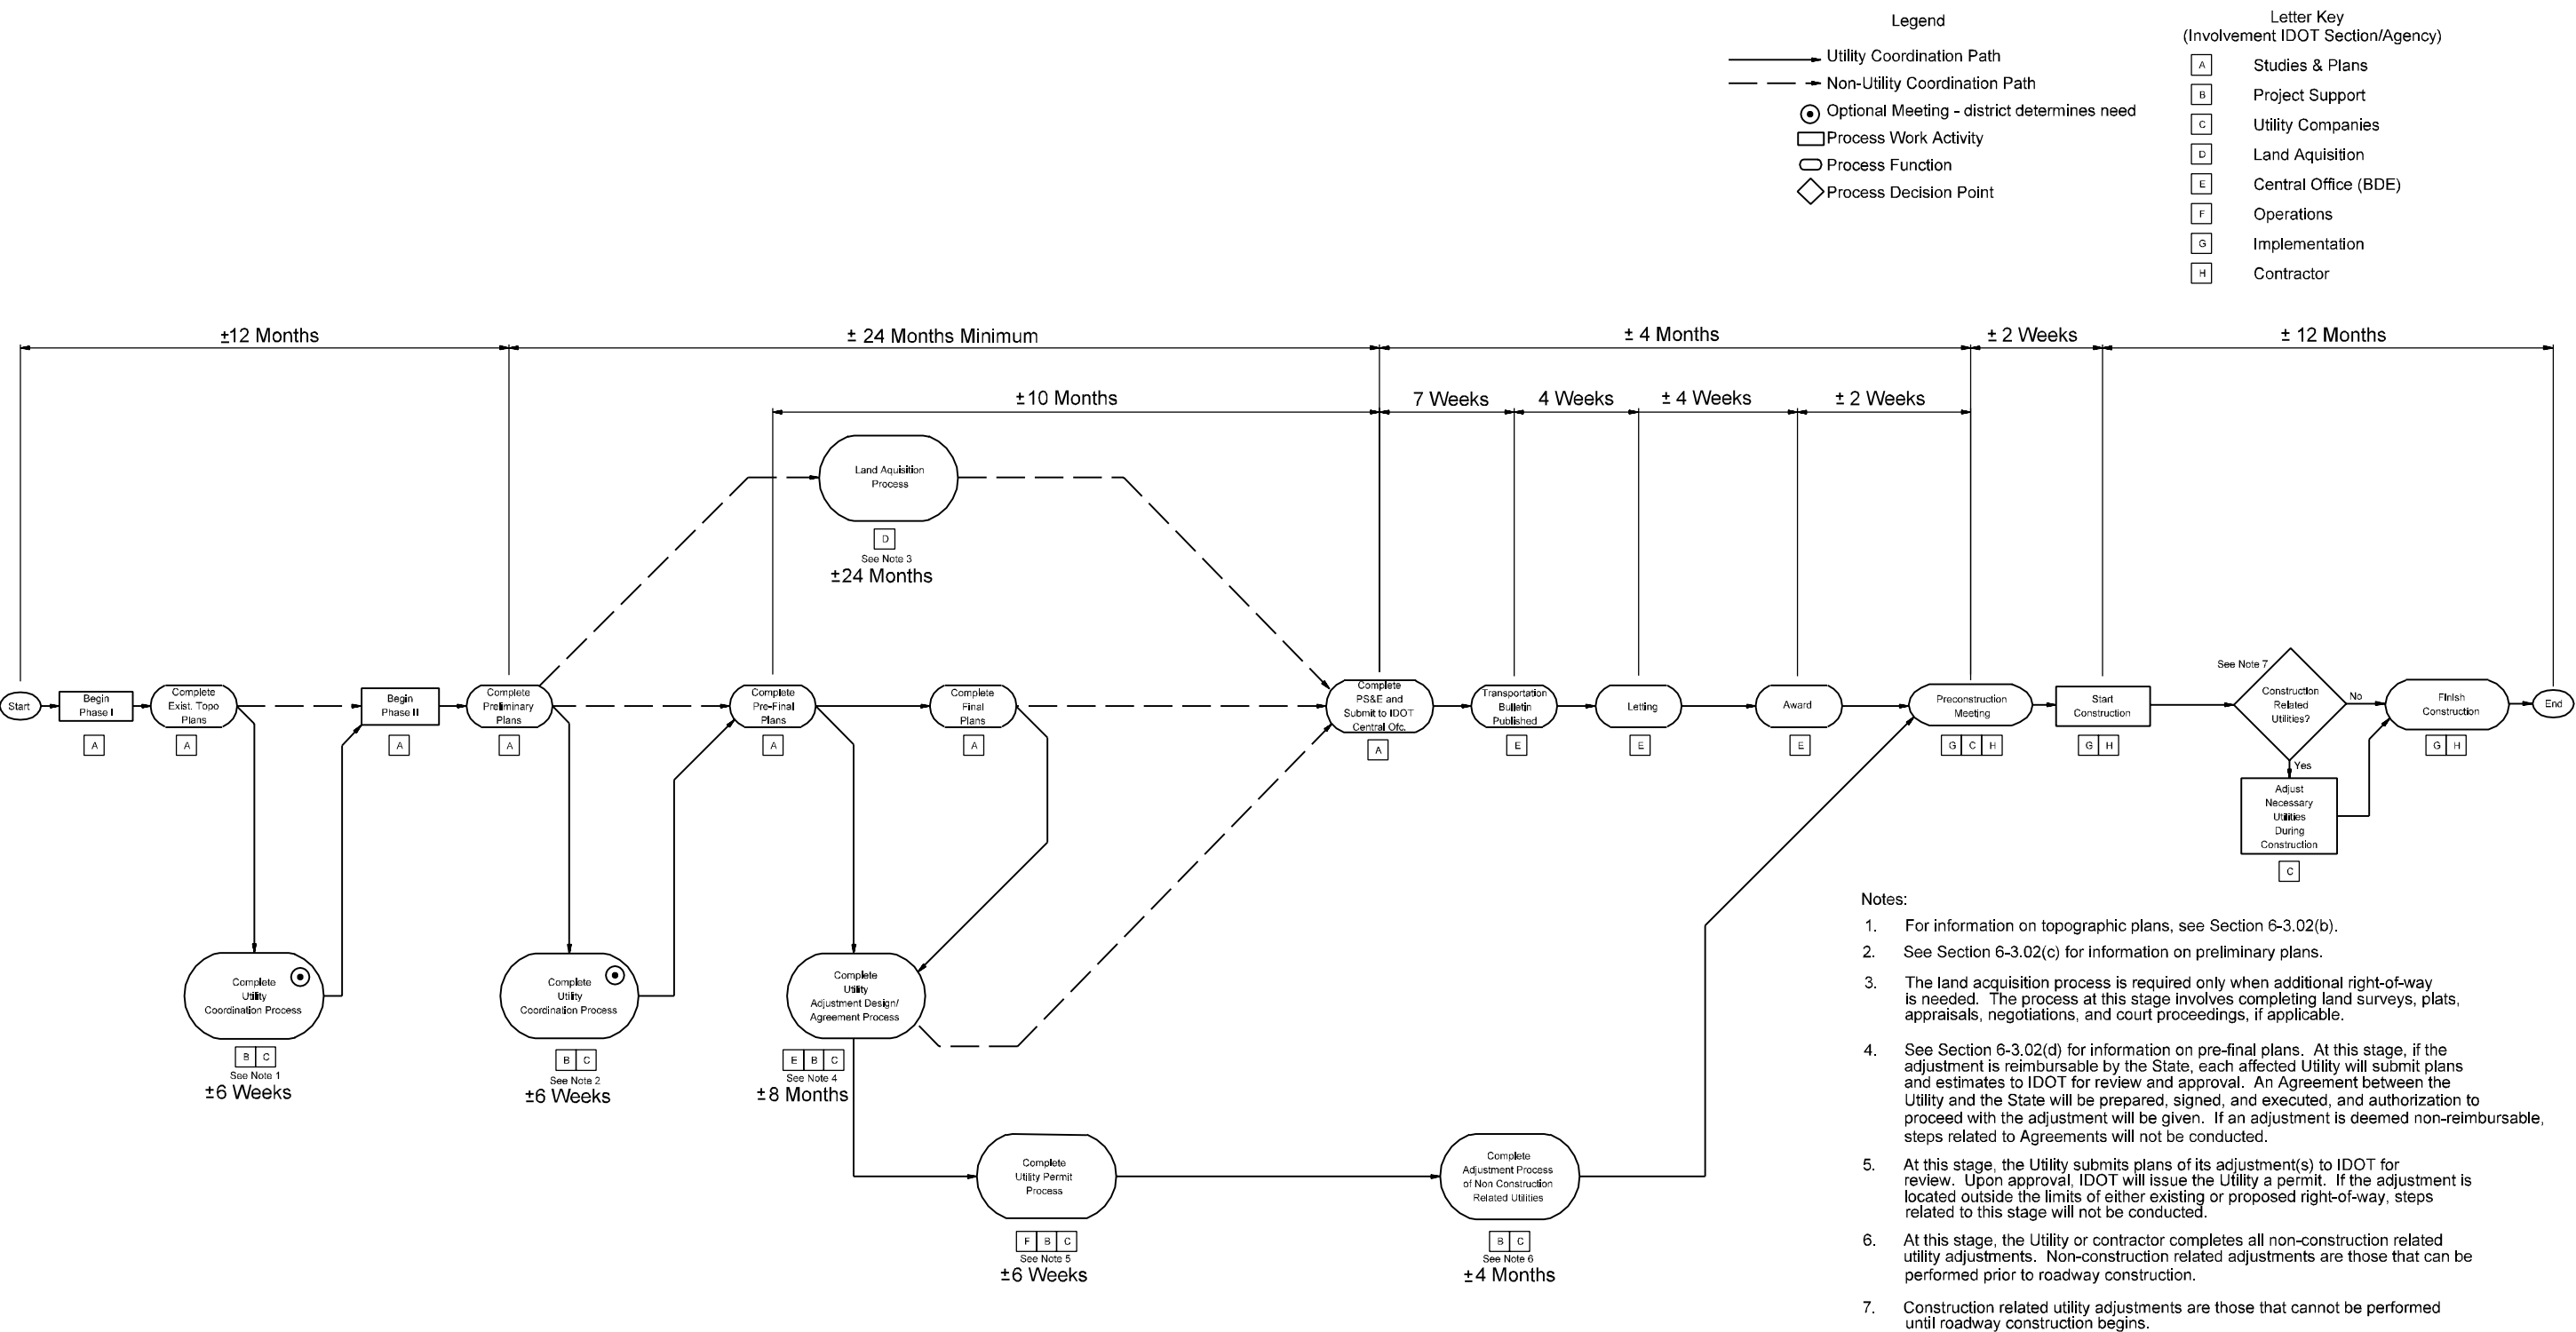 Legend
Utility Coordination Path
Non-Utility Coordination Path
Optional Meeting - district determines need
Process Work Activity
Process Function
Process Decision Point
Letter Key
(Involvement IDOT Section/Agency)
A Studies & Plans
B Project Support
C Utility Companies
D Land Aquisition
E Central Office (BDE)
F Operations
G Implementation
H Contractor
±12 Months
± 24 Months Minimum
± 4 Months
± 2 Weeks
± 12 Months
±10 Months
7 Weeks
4 Weeks
± 4 Weeks
± 2 Weeks
Land Aquisition
Process
D
See Note 3
±24 Months
Start
Begin
Phase I
A
Complete
Exist. Topo
Plans
A
Begin
Phase II
A
Complete
Preliminary
Plans
A
Complete
Pre-Final
Plans
A
Complete
Final
Plans
A
Complete
PS&E and
Submit to IDOT
Central Ofc.
A
Transportation
Bulletin
Published
E
Letting
E
Award
E
Preconstruction
Meeting
G C H
Start
Construction
G H
See Note 7
Construction
Related
Utilities?
No
Yes
Finish
Construction
G H
End
Adjust
Necessary
Utilities
During
Construction
C
Complete
Utility
Coordination Process
B C
See Note 1
±6 Weeks
Complete
Utility
Coordination Process
B C
See Note 2
±6 Weeks
Complete
Utility
Adjustment Design/
Agreement Process
E B C
See Note 4
±8 Months
Complete
Utility Permit
Process
F B C
See Note 5
±6 Weeks
Complete
Adjustment Process
of Non Construction
Related Utilities
B C
See Note 6
±4 Months
Notes:
1. For information on topographic plans, see Section 6-3.02(b).
2. See Section 6-3.02(c) for information on preliminary plans.
3. The land acquisition process is required only when additional right-of-way
is needed. The process at this stage involves completing land surveys, plats,
appraisals, negotiations, and court proceedings, if applicable.
4. See Section 6-3.02(d) for information on pre-final plans. At this stage, if the
adjustment is reimbursable by the State, each affected Utility will submit plans
and estimates to IDOT for review and approval. An Agreement between the
Utility and the State will be prepared, signed, and executed, and authorization to
proceed with the adjustment will be given. If an adjustment is deemed non-reimbursable,
steps related to Agreements will not be conducted.
5. At this stage, the Utility submits plans of its adjustment(s) to IDOT for
review. Upon approval, IDOT will issue the Utility a permit. If the adjustment is
located outside the limits of either existing or proposed right-of-way, steps
related to this stage will not be conducted.
6. At this stage, the Utility or contractor completes all non-construction related
utility adjustments. Non-construction related adjustments are those that can be
performed prior to roadway construction.
7. Construction related utility adjustments are those that cannot be performed
until roadway construction begins.